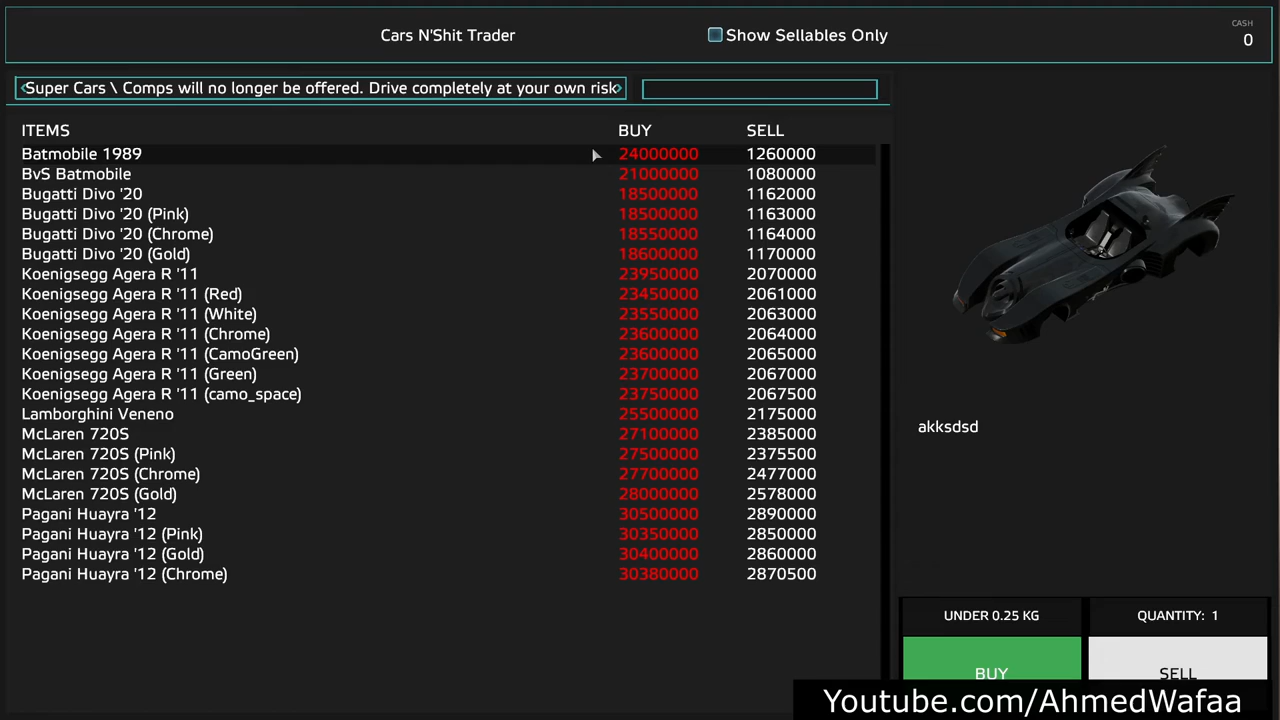 Cars N'Shit Trader
Show Sellables Only
CASH
0
Super Cars \ Comps will no longer be offered. Drive completely at your own risk
ITEMS BUY SELL
Batmobile 1989 24000000 1260000
BvS Batmobile 21000000 1080000
Bugatti Divo '20 18500000 1162000
Bugatti Divo '20 (Pink) 18500000 1163000
Bugatti Divo '20 (Chrome) 18550000 1164000
Bugatti Divo '20 (Gold) 18600000 1170000
Koenigsegg Agera R '11 23950000 2070000
Koenigsegg Agera R '11 (Red) 23450000 2061000
Koenigsegg Agera R '11 (White) 23550000 2063000
Koenigsegg Agera R '11 (Chrome) 23600000 2064000
Koenigsegg Agera R '11 (CamoGreen) 23600000 2065000
Koenigsegg Agera R '11 (Green) 23700000 2067000
Koenigsegg Agera R '11 (camo_space) 23750000 2067500
Lamborghini Veneno 25500000 2175000
McLaren 720S 27100000 2385000
McLaren 720S (Pink) 27500000 2375500
McLaren 720S (Chrome) 27700000 2477000
McLaren 720S (Gold) 28000000 2578000
Pagani Huayra '12 30500000 2890000
Pagani Huayra '12 (Pink) 30350000 2850000
Pagani Huayra '12 (Gold) 30400000 2860000
Pagani Huayra '12 (Chrome) 30380000 2870500
akksdsd
UNDER 0.25 KG
QUANTITY: 1
BUY
SELL
Youtube.com/AhmedWafaa